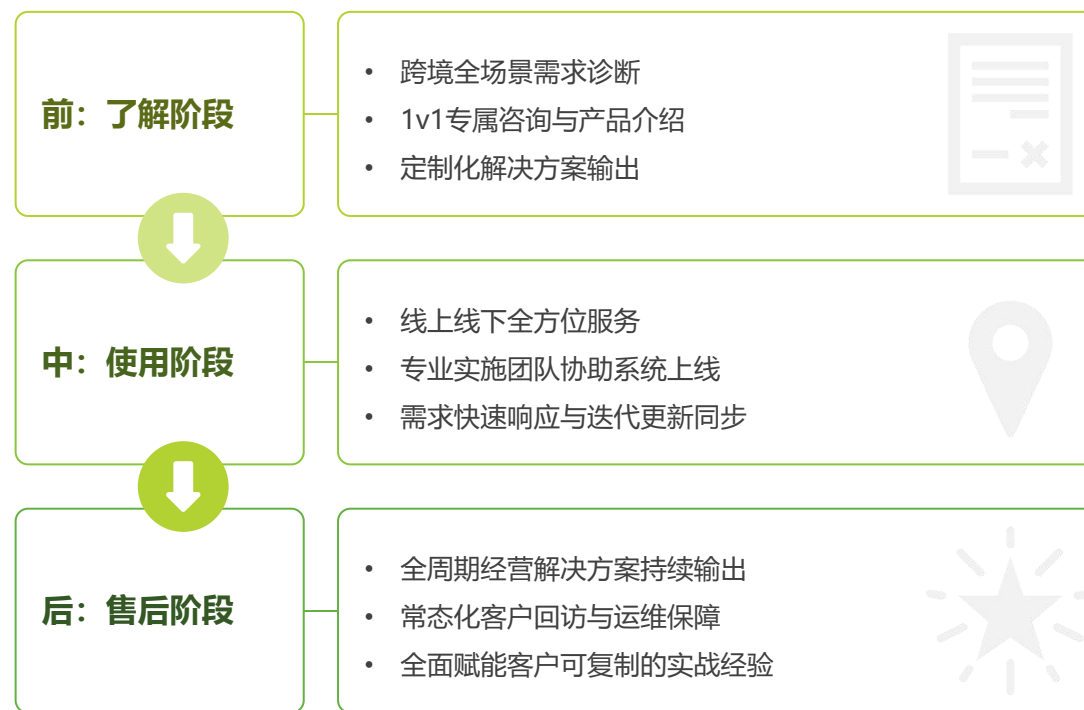 前：了解阶段
• 跨境全场景需求诊断
• 1v1专属咨询与产品介绍
• 定制化解决方案输出
中：使用阶段
• 线上线下全方位服务
• 专业实施团队协助系统上线
• 需求快速响应与迭代更新同步
后：售后阶段
• 全周期经营解决方案持续输出
• 常态化客户回访与运维保障
• 全面赋能客户可复制的实战经验